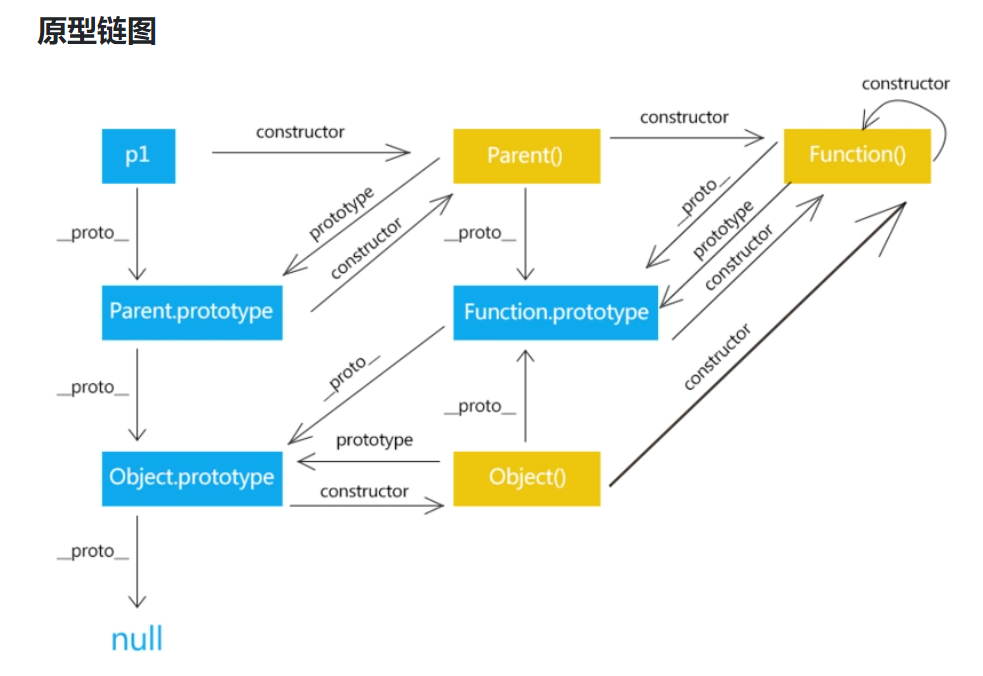 原型链图
constructor
constructor
constructor
p1
Parent()
Function()
__proto__
prototype
constructor
__proto__
__proto__
prototype
constructor
Parent.prototype
Function.prototype
__proto__
__proto__
__proto__
constructor
prototype
Object.prototype
Object()
constructor
__proto__
null